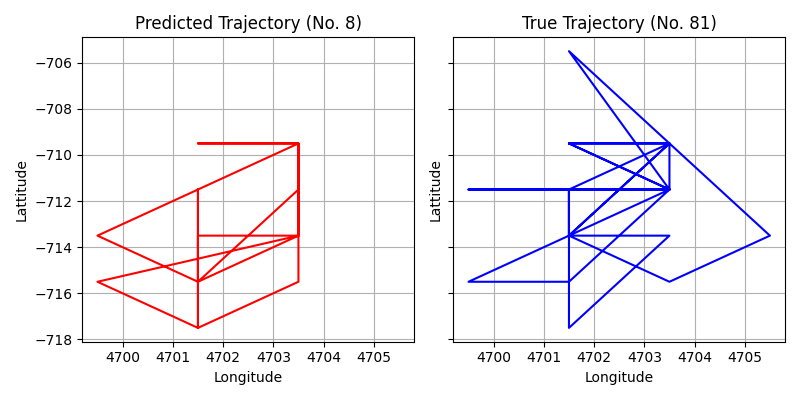 Predicted Trajectory (No. 8)
True Trajectory (No. 81)
−706
−708
−710
−712
−714
−716
−718
Lattitude
Lattitude
4700 4701 4702 4703 4704 4705
4700 4701 4702 4703 4704 4705
Longitude
Longitude